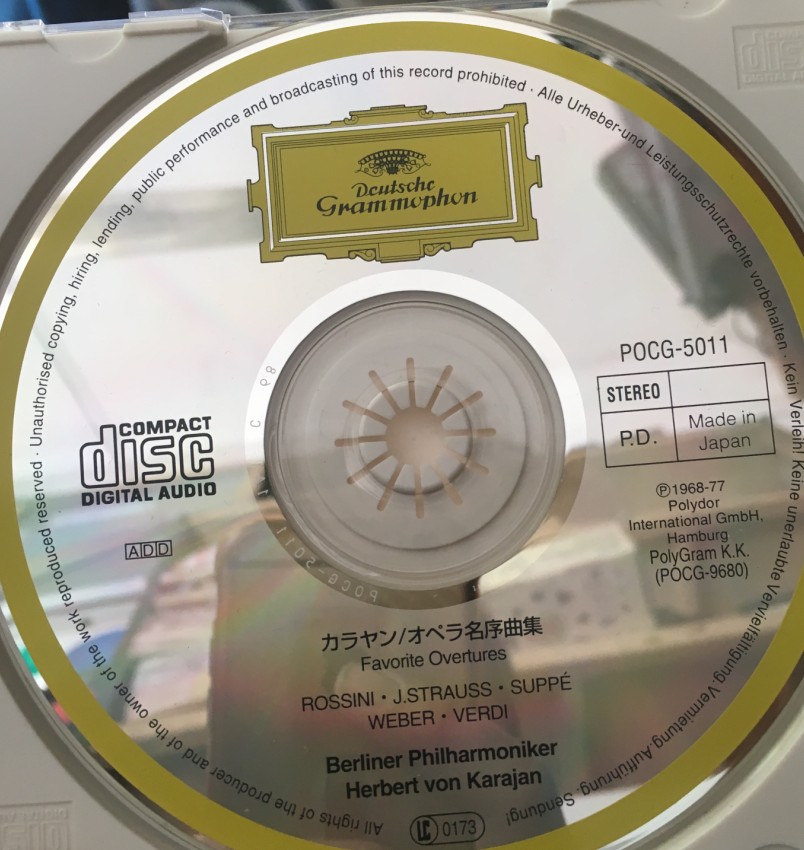 All rights of the producer and of the owner of the work reproduced reserved · Unauthorised copying, hiring, lending, public performance and broadcasting of this record prohibited · Alle Urheber-und Leistungsschutzrechte vorbehalten · Kein Verleih! Keine unerlaubte Vervielfältigung, Vermietung, Aufführung, Sendung!
Deutsche
Grammophon
POCG-5011
STEREO
P.D.
Made in
Japan
COMPACT
disc
DIGITAL AUDIO
ADD
Ⓟ1968-77
Polydor
International GmbH,
Hamburg
PolyGram K.K.
(POCG-9680)
カラヤン/オペラ名序曲集
Favorite Overtures
ROSSINI・J.STRAUSS・SUPPÉ
WEBER・VERDI
Berliner Philharmoniker
Herbert von Karajan
LC 0173